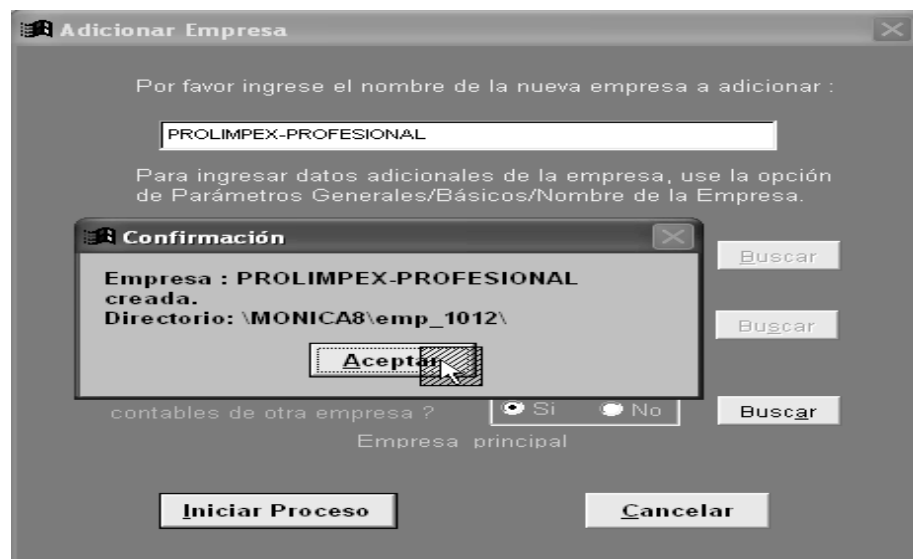 Adicionar Empresa
Por favor ingrese el nombre de la nueva empresa a adicionar :
PROLIMPEX-PROFESIONAL
Para ingresar datos adicionales de la empresa, use la opción
de Parámetros Generales/Básicos/Nombre de la Empresa.
Confirmación
Empresa : PROLIMPEX-PROFESIONAL
creada.
Directorio: \MONICA8\emp_1012\
Aceptar
Buscar
Buscar
contables de otra empresa ?
Si
No
Buscar
Empresa principal
Iniciar Proceso
Cancelar